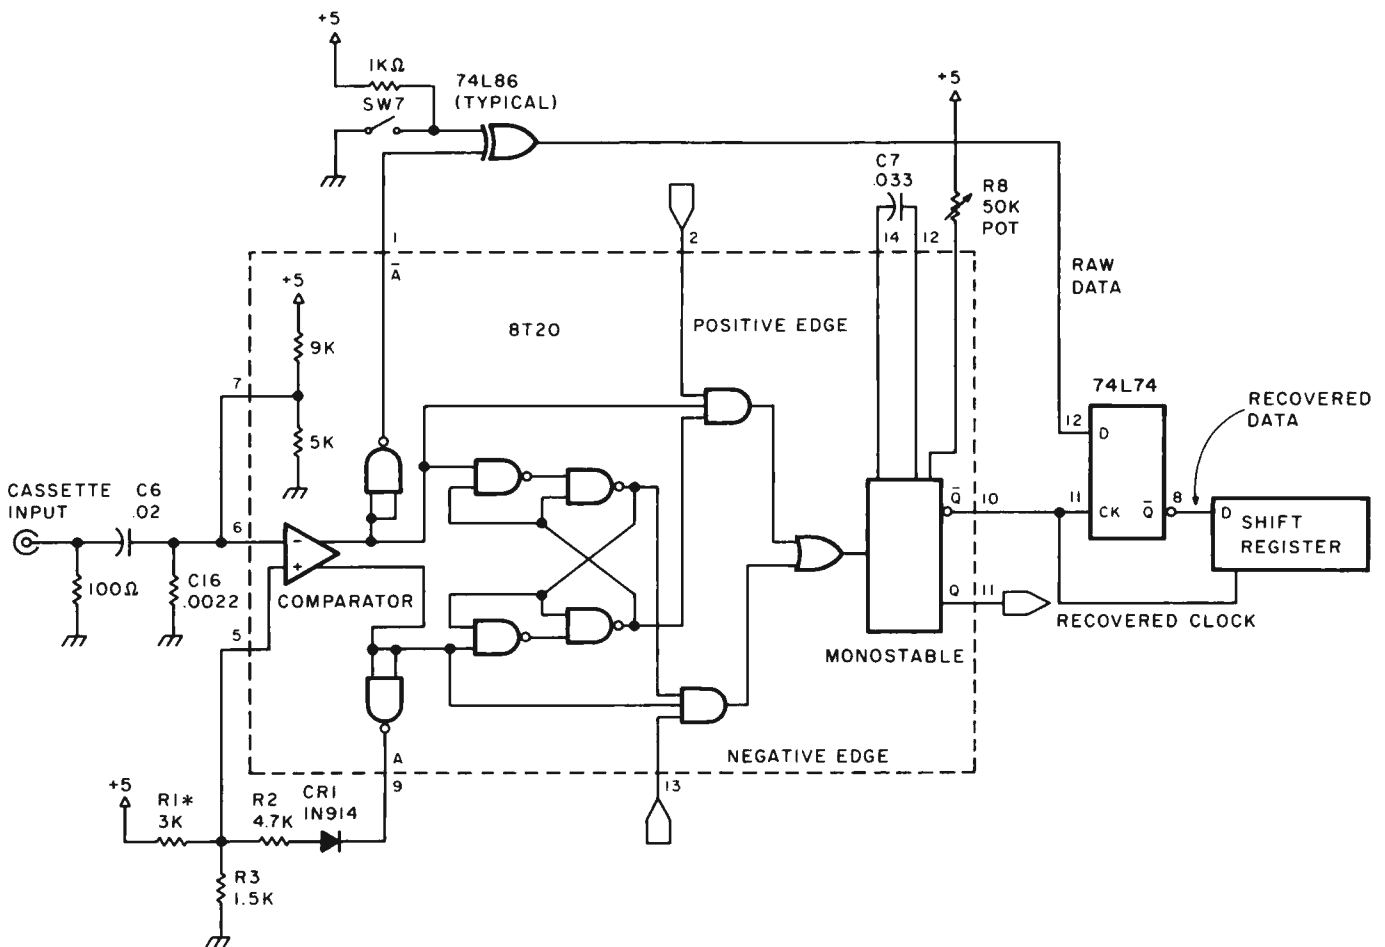 +5
1KΩ
SW7
74L86
(TYPICAL)
+5
C7
.033
R8
50K
POT
1
2
14
12
Ā
RAW
DATA
+5
8T20
POSITIVE EDGE
9K
7
74L74
RECOVERED
DATA
12
D
5K
CASSETTE
INPUT
C6
.02
6
Q̄
10
11
CK
Q̄
8
D
SHIFT
REGISTER
-
+
100Ω
C16
.0022
COMPARATOR
Q
11
RECOVERED CLOCK
5
MONOSTABLE
A
NEGATIVE EDGE
9
13
+5
R1*
3K
R2
4.7K
CR1
1N914
R3
1.5K